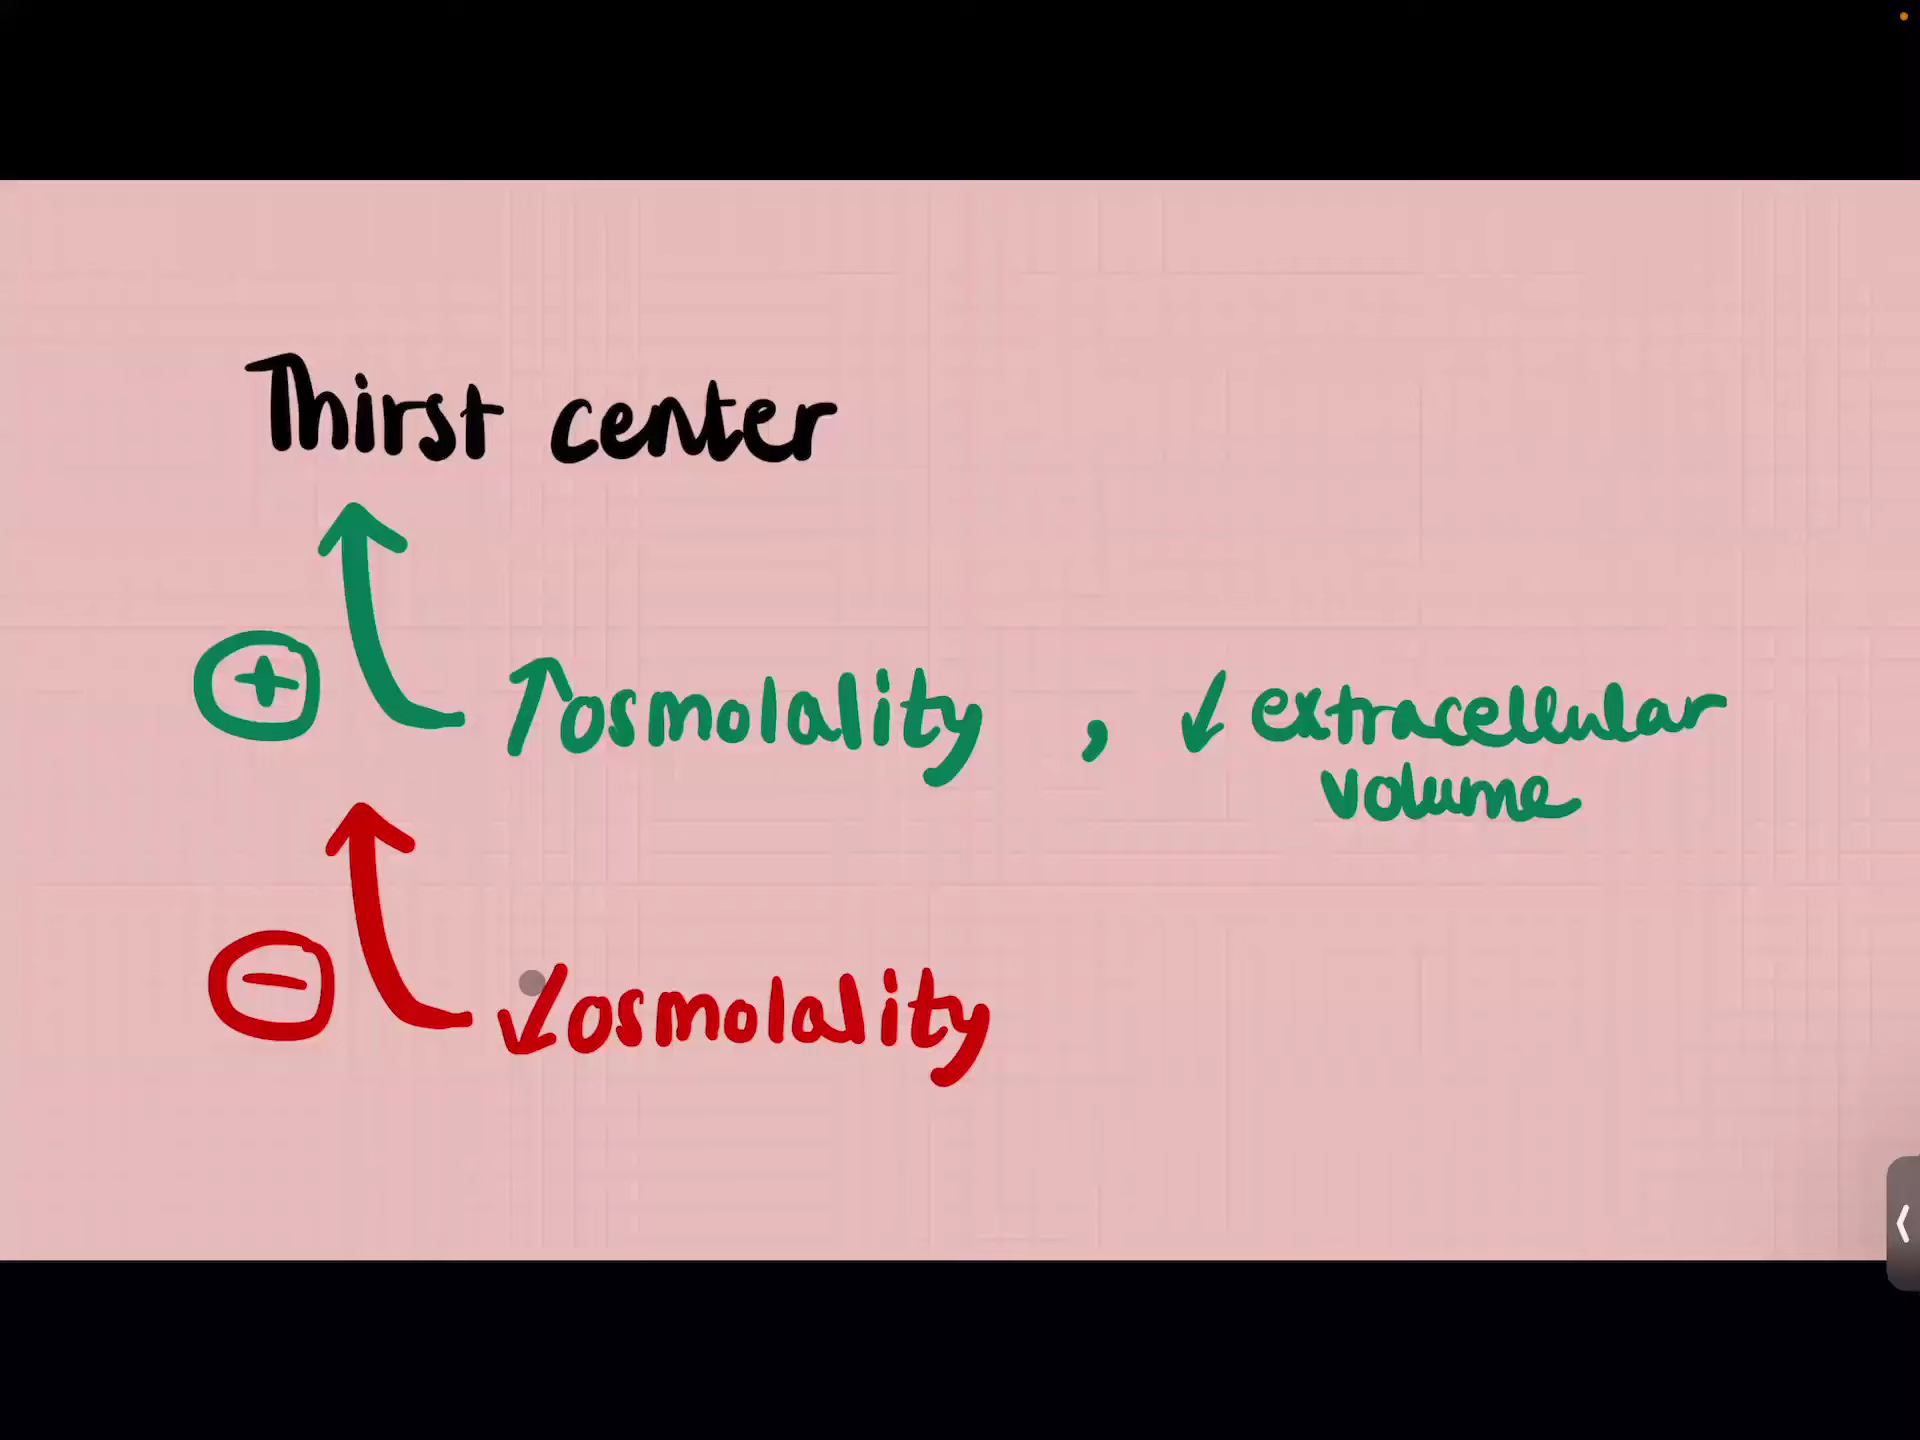 Thirst center
+ ↑osmolality , ↓ extracellular
volume
- ↓osmolality